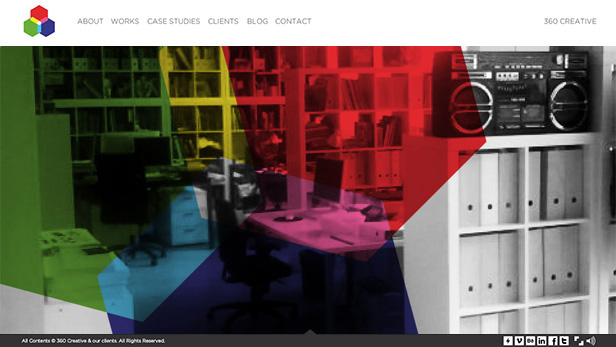 ABOUT WORKS CASE STUDIES CLIENTS BLOG CONTACT 360 CREATIVE
All Contents © 360 Creative & our clients. All Rights Reserved.